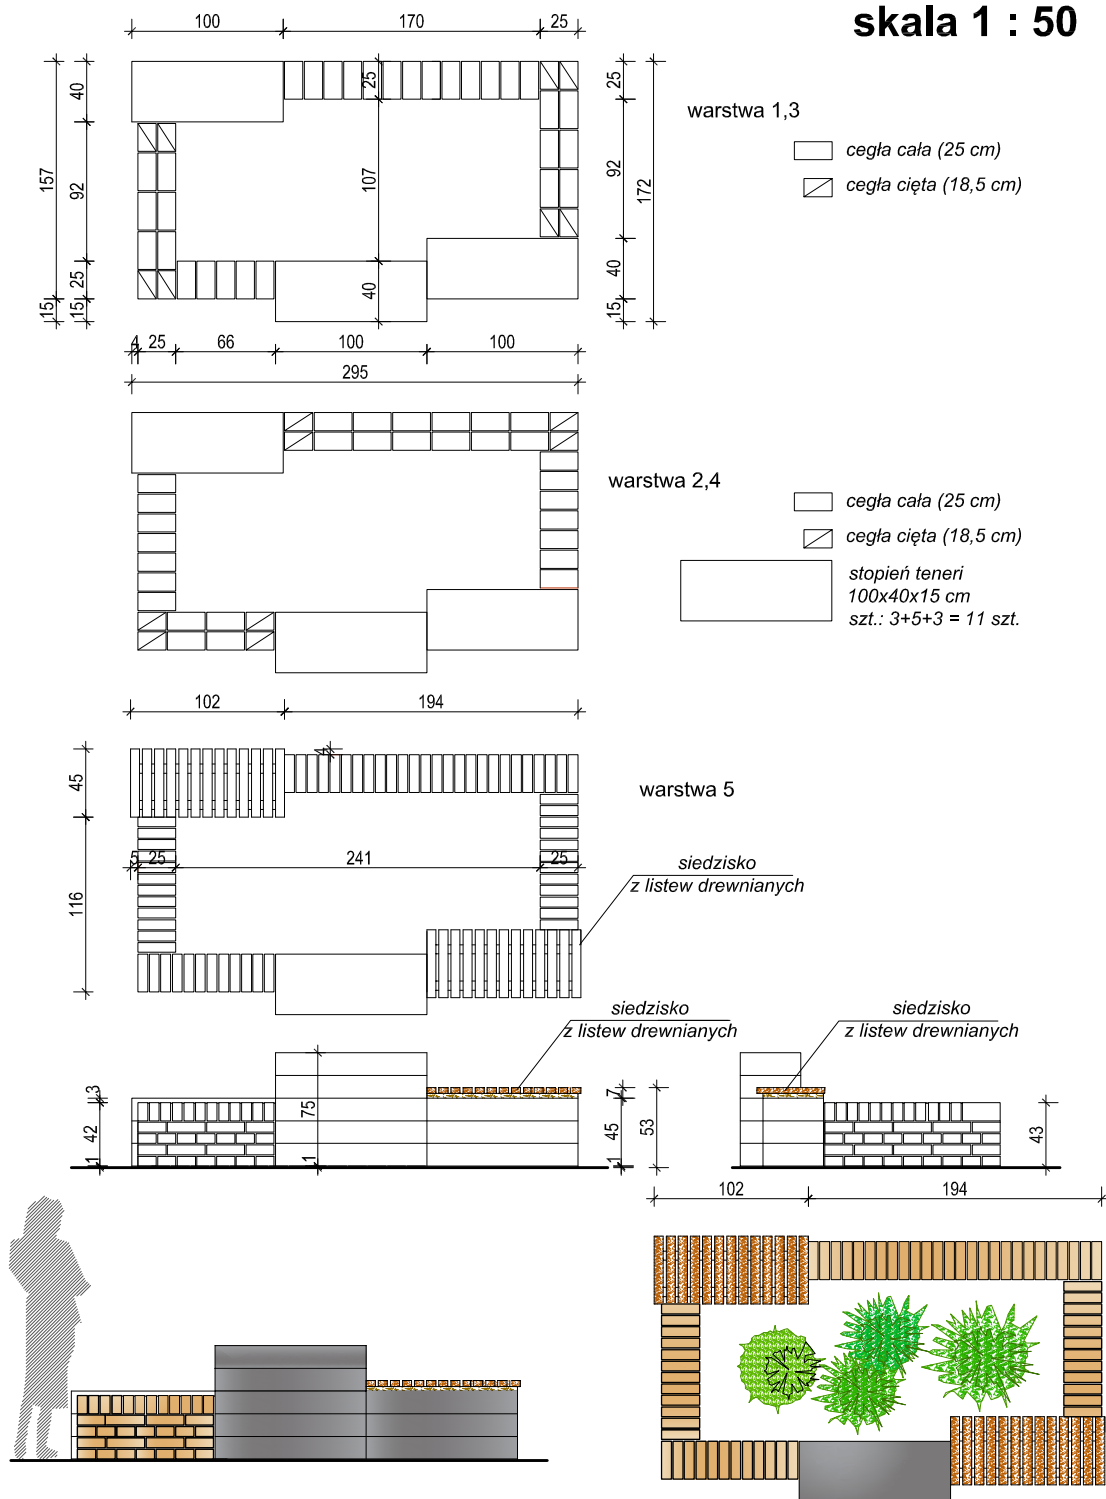 skala 1 : 50
100 170 25
40
25
25
warstwa 1,3
cegła cała (25 cm)
cegła cięta (18,5 cm)
157
92
107
92
172
25
40
40
15
15
15
4 25 66 100 100
295
warstwa 2,4
cegła cała (25 cm)
cegła cięta (18,5 cm)
stopień teneri
100x40x15 cm
szt.: 3+5+3 = 11 szt.
102 194
4
45
warstwa 5
5 25 241 25
116
siedzisko
z listew drewnianych
siedzisko
z listew drewnianych
siedzisko
z listew drewnianych
3
42
1
75
1
7
45
1
53
43
102 194